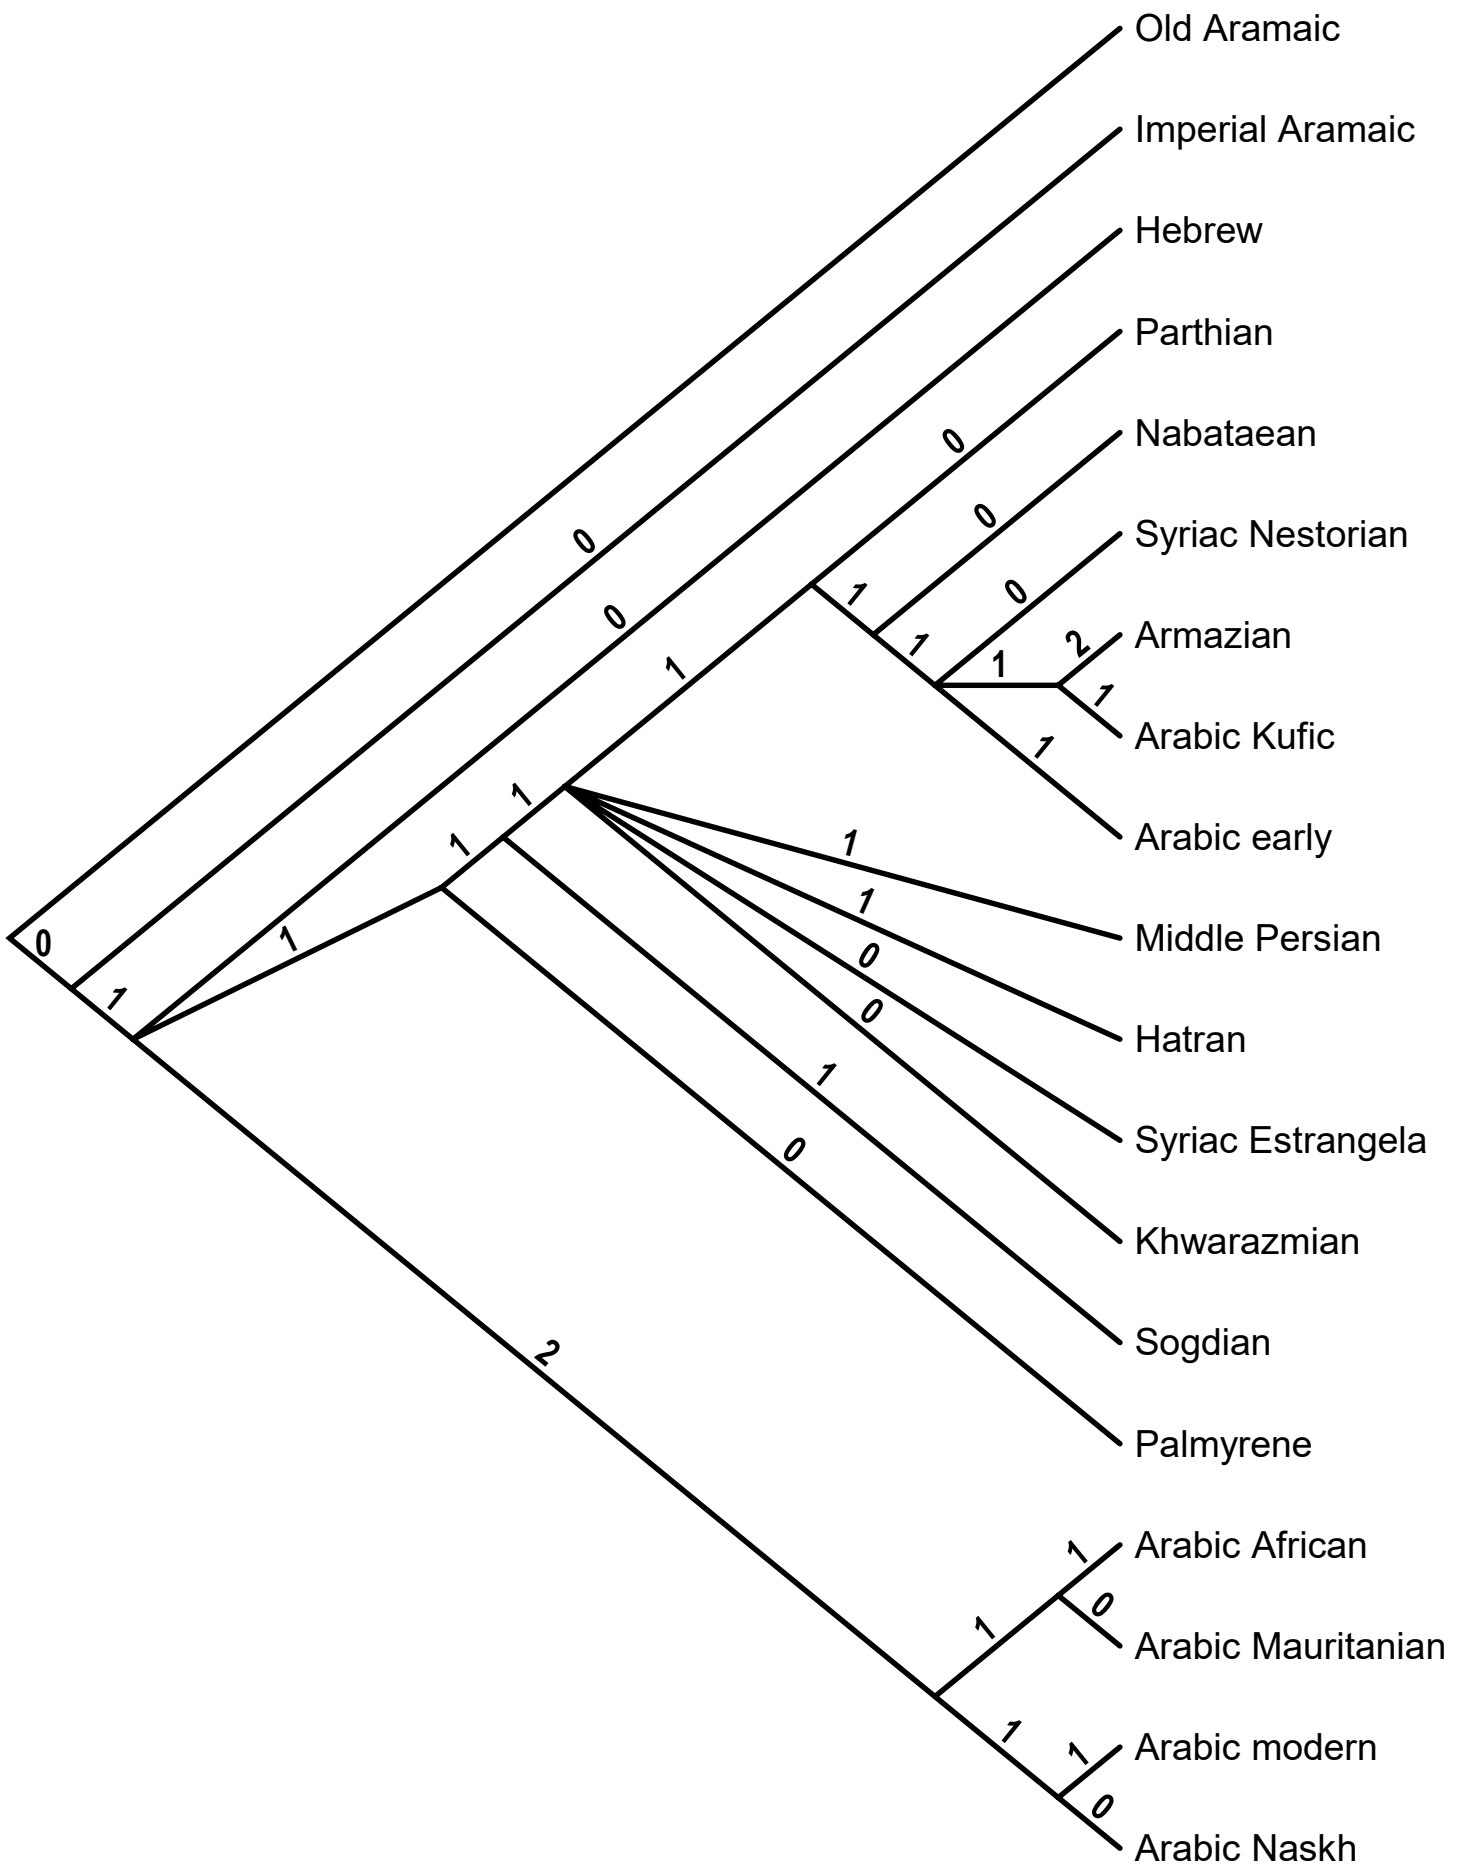 Old Aramaic
Imperial Aramaic
Hebrew
Parthian
0
Nabataean
0
Syriac Nestorian
0
0
1
Armazian
2
0
1
1
1
1
Arabic Kufic
1
1
Arabic early
1
1
1
Middle Persian
1
0
1
0
0
1
Hatran
1
Syriac Estrangela
0
Khwarazmian
Sogdian
2
Palmyrene
Arabic African
1
0
1
Arabic Mauritanian
1
1
Arabic modern
0
Arabic Naskh